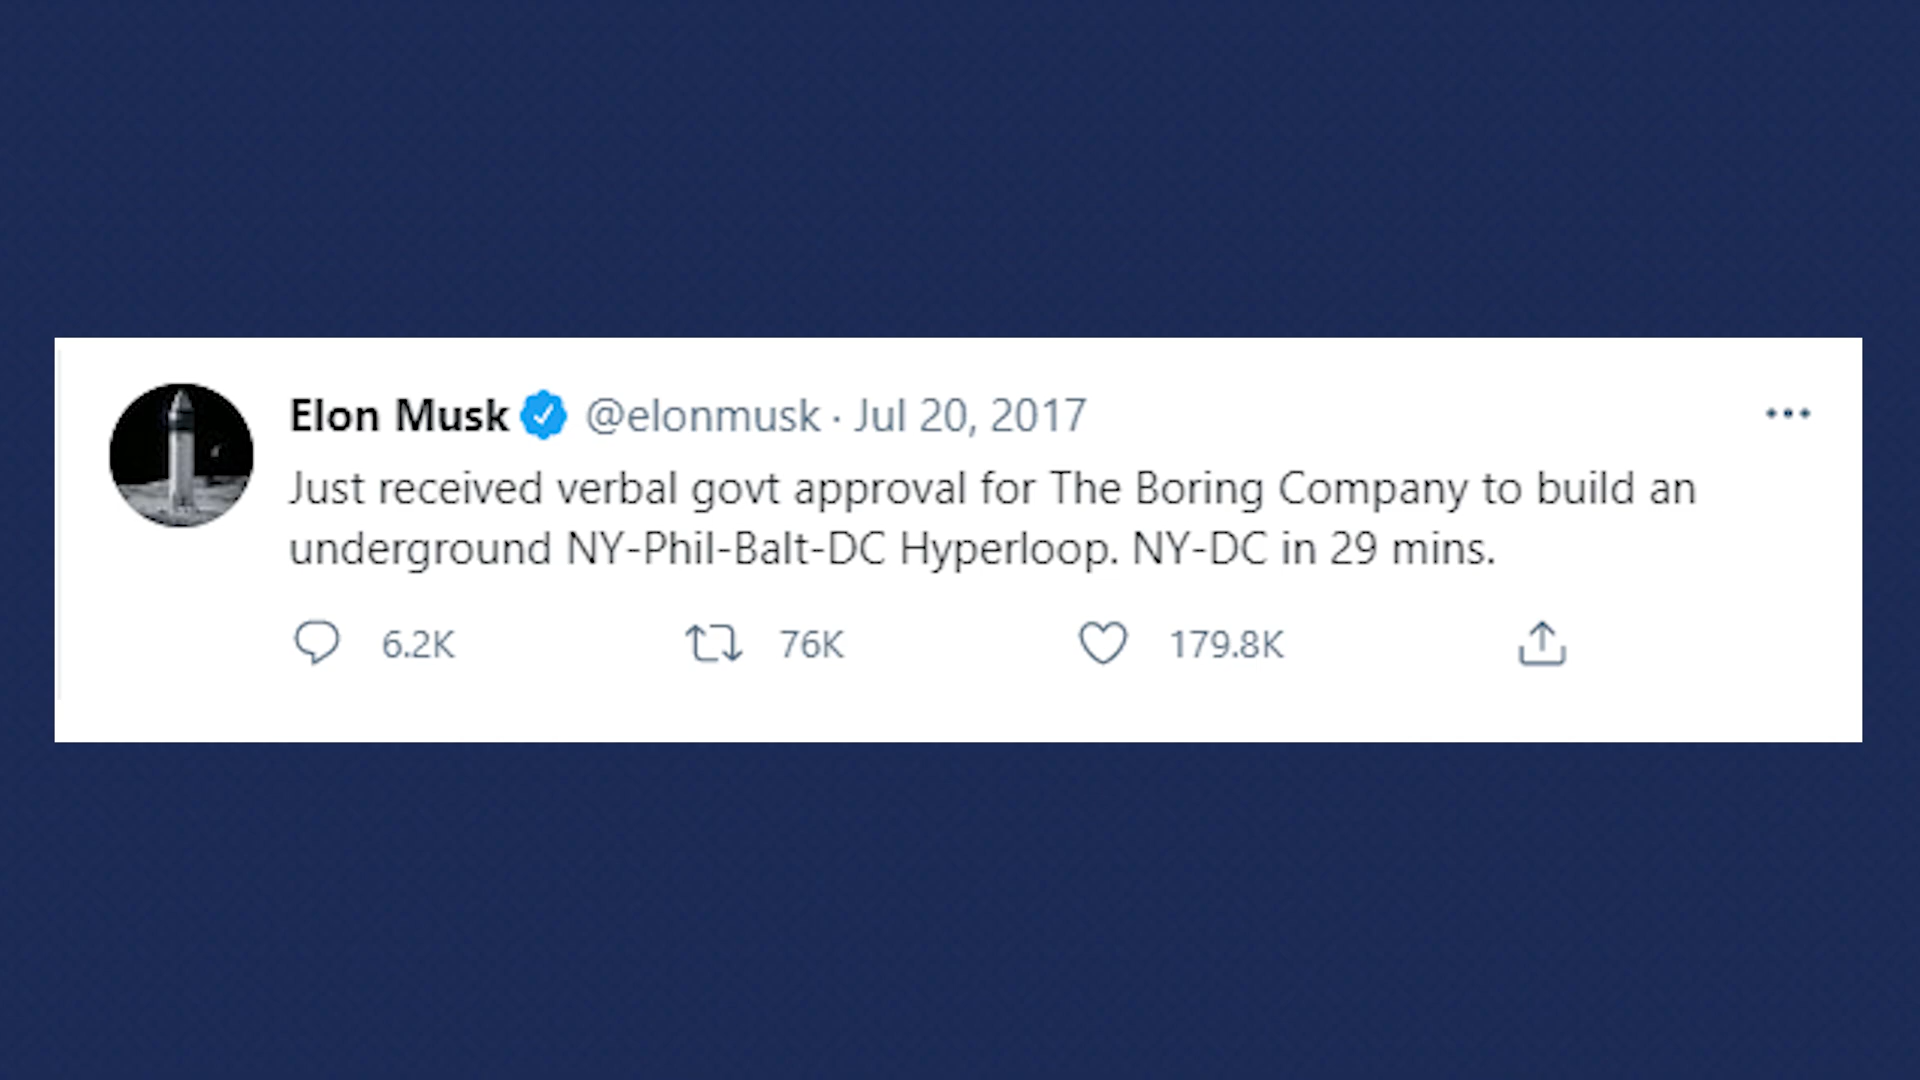 Elon Musk @elonmusk · Jul 20, 2017
Just received verbal govt approval for The Boring Company to build an
underground NY-Phil-Balt-DC Hyperloop. NY-DC in 29 mins.
6.2K 76K 179.8K